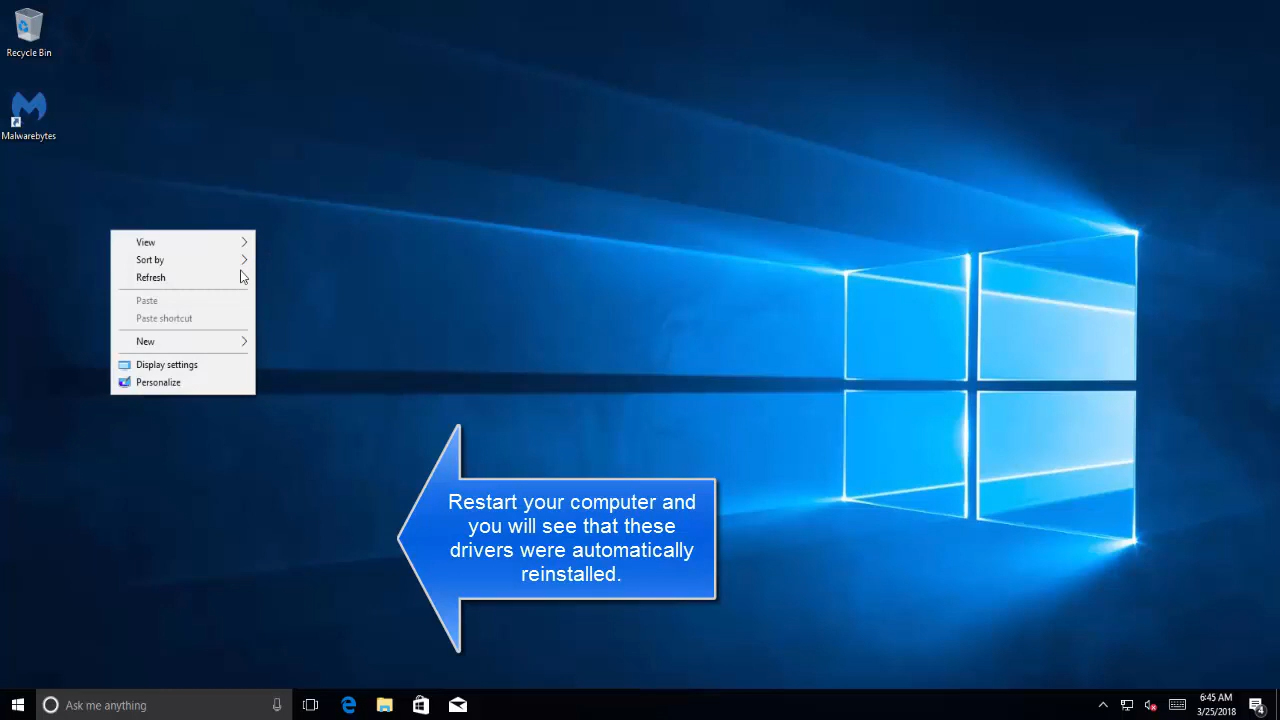 Recycle Bin
Malwarebytes
View
Sort by
Refresh
Paste
Paste shortcut
New
Display settings
Personalize
Restart your computer and
you will see that these
drivers were automatically
reinstalled.
Ask me anything
6:45 AM
3/25/2018
4